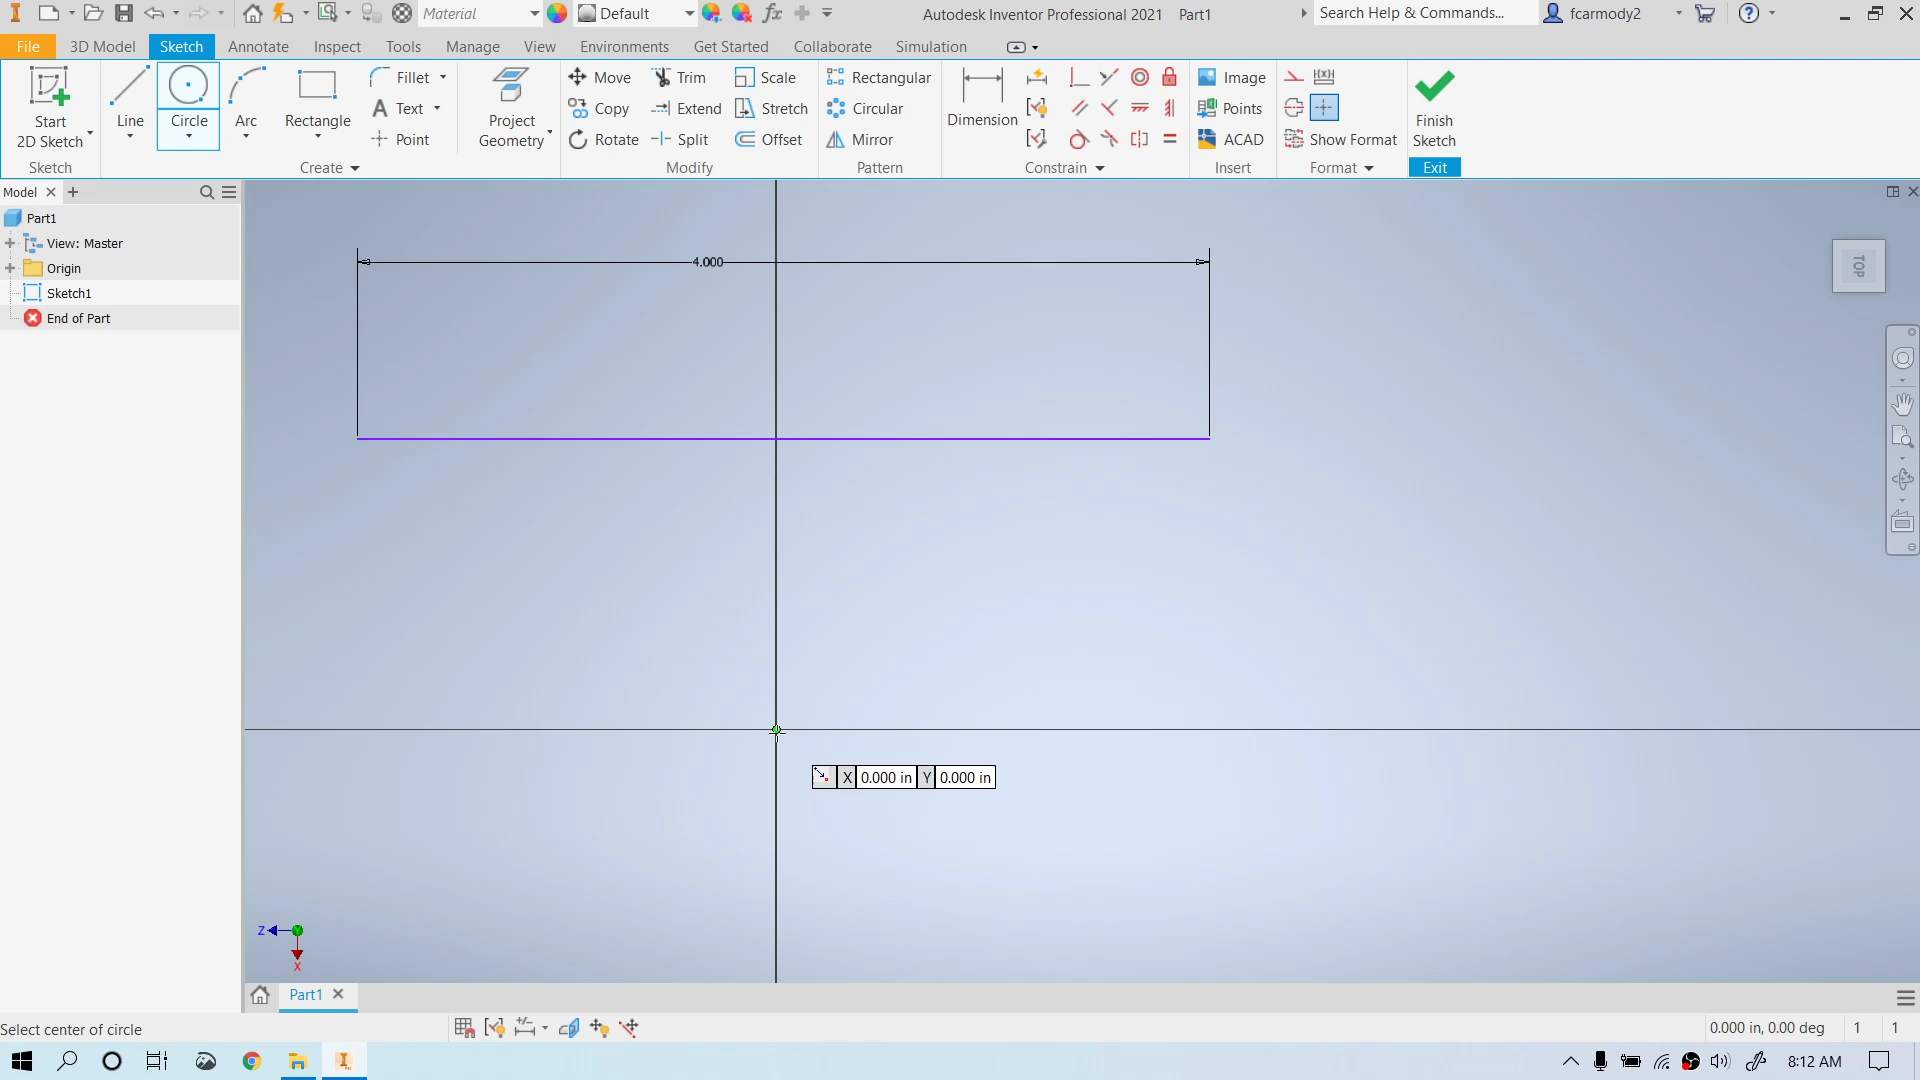 Material
Default
Autodesk Inventor Professional 2021 Part1
Search Help & Commands...
fcarmody2
File 3D Model Sketch Annotate Inspect Tools Manage View Environments Get Started Collaborate Simulation
Start
2D Sketch
Line
Circle
Arc
Rectangle
Fillet
Text
Point
Project
Geometry
Move
Copy
Rotate
Trim
Extend
Split
Scale
Stretch
Offset
Rectangular
Circular
Mirror
Dimension
Image
Points
ACAD
Show Format
Finish
Sketch
Sketch Create Modify Pattern Constrain Insert Format Exit
Model
Part1
View: Master
Origin
Sketch1
End of Part
4.000
TOP
X 0.000 in Y 0.000 in
Z
X
Part1
Select center of circle
0.000 in, 0.00 deg 1 1
8:12 AM